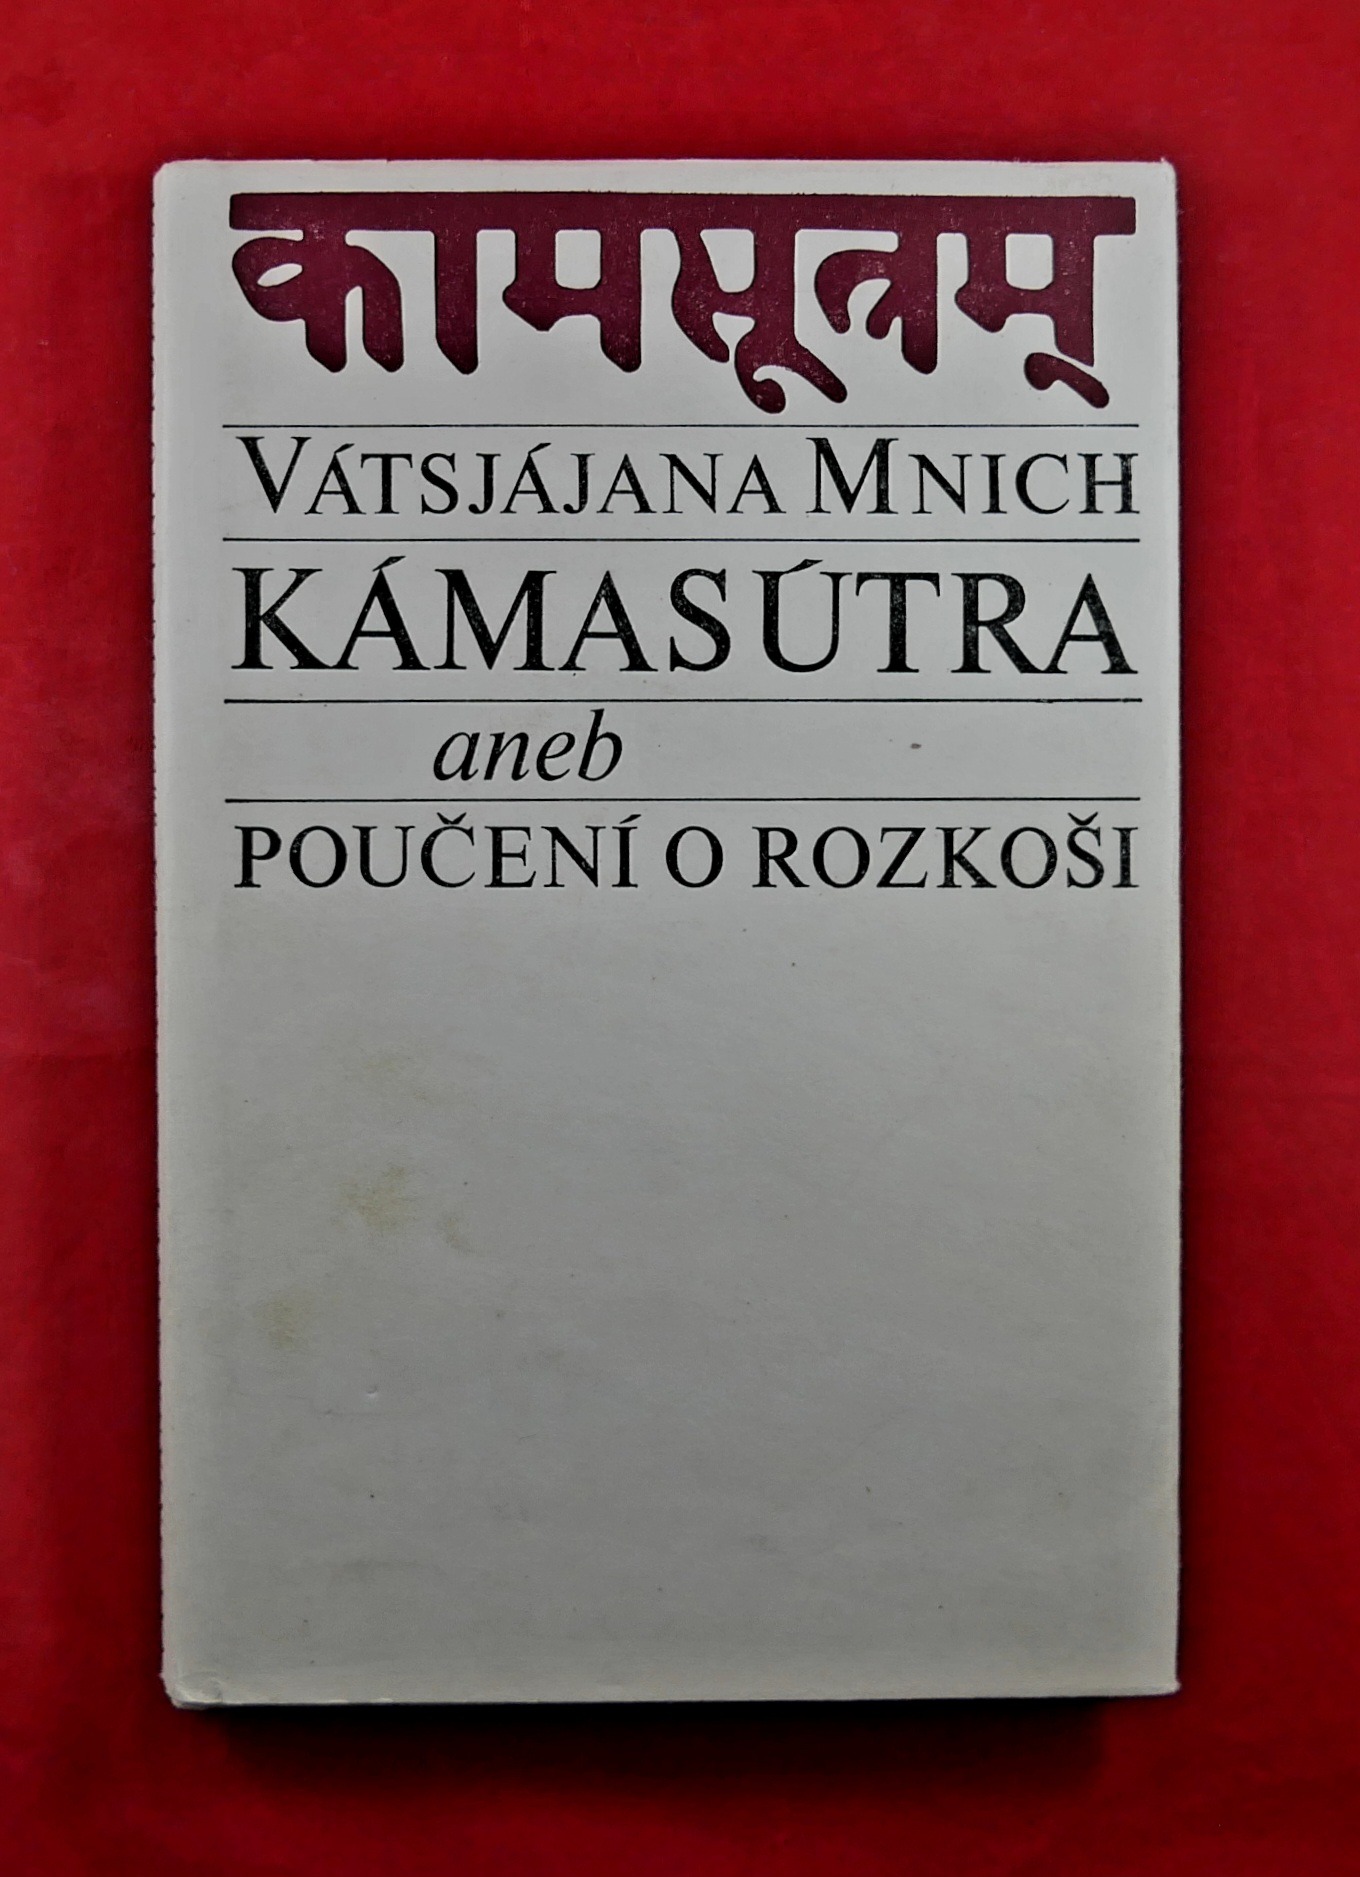 कामसूत्रम्
VÁTSJÁJANA MNICH
KÁMASÚTRA
aneb
POUČENÍ O ROZKOŠI